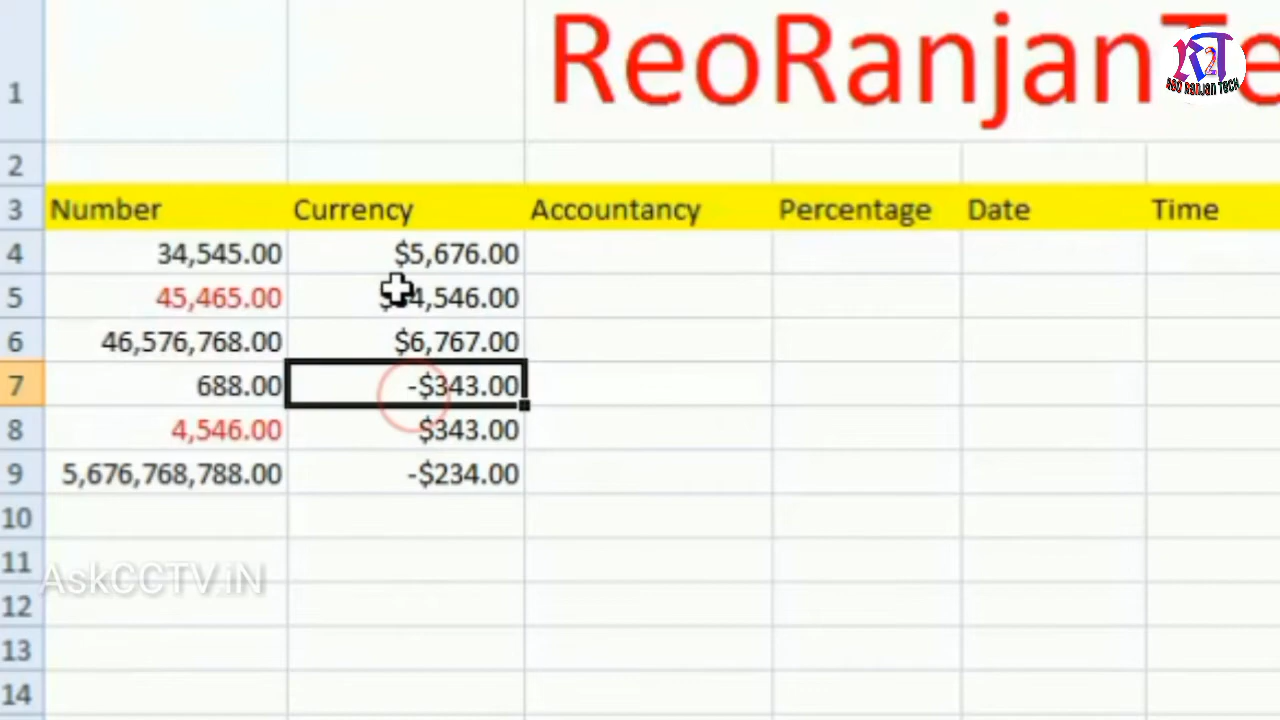 ReoRanjanTe
REO RANJAN TECH
1
2
3 Number Currency Accountancy Percentage Date Time
4 34,545.00 $5,676.00
5 45,465.00 4,546.00
6 46,576,768.00 $6,767.00
7 688.00 -$343.00
8 4,546.00 $343.00
9 5,676,768,788.00 -$234.00
10
11
AskCCTV.iN
12
13
14